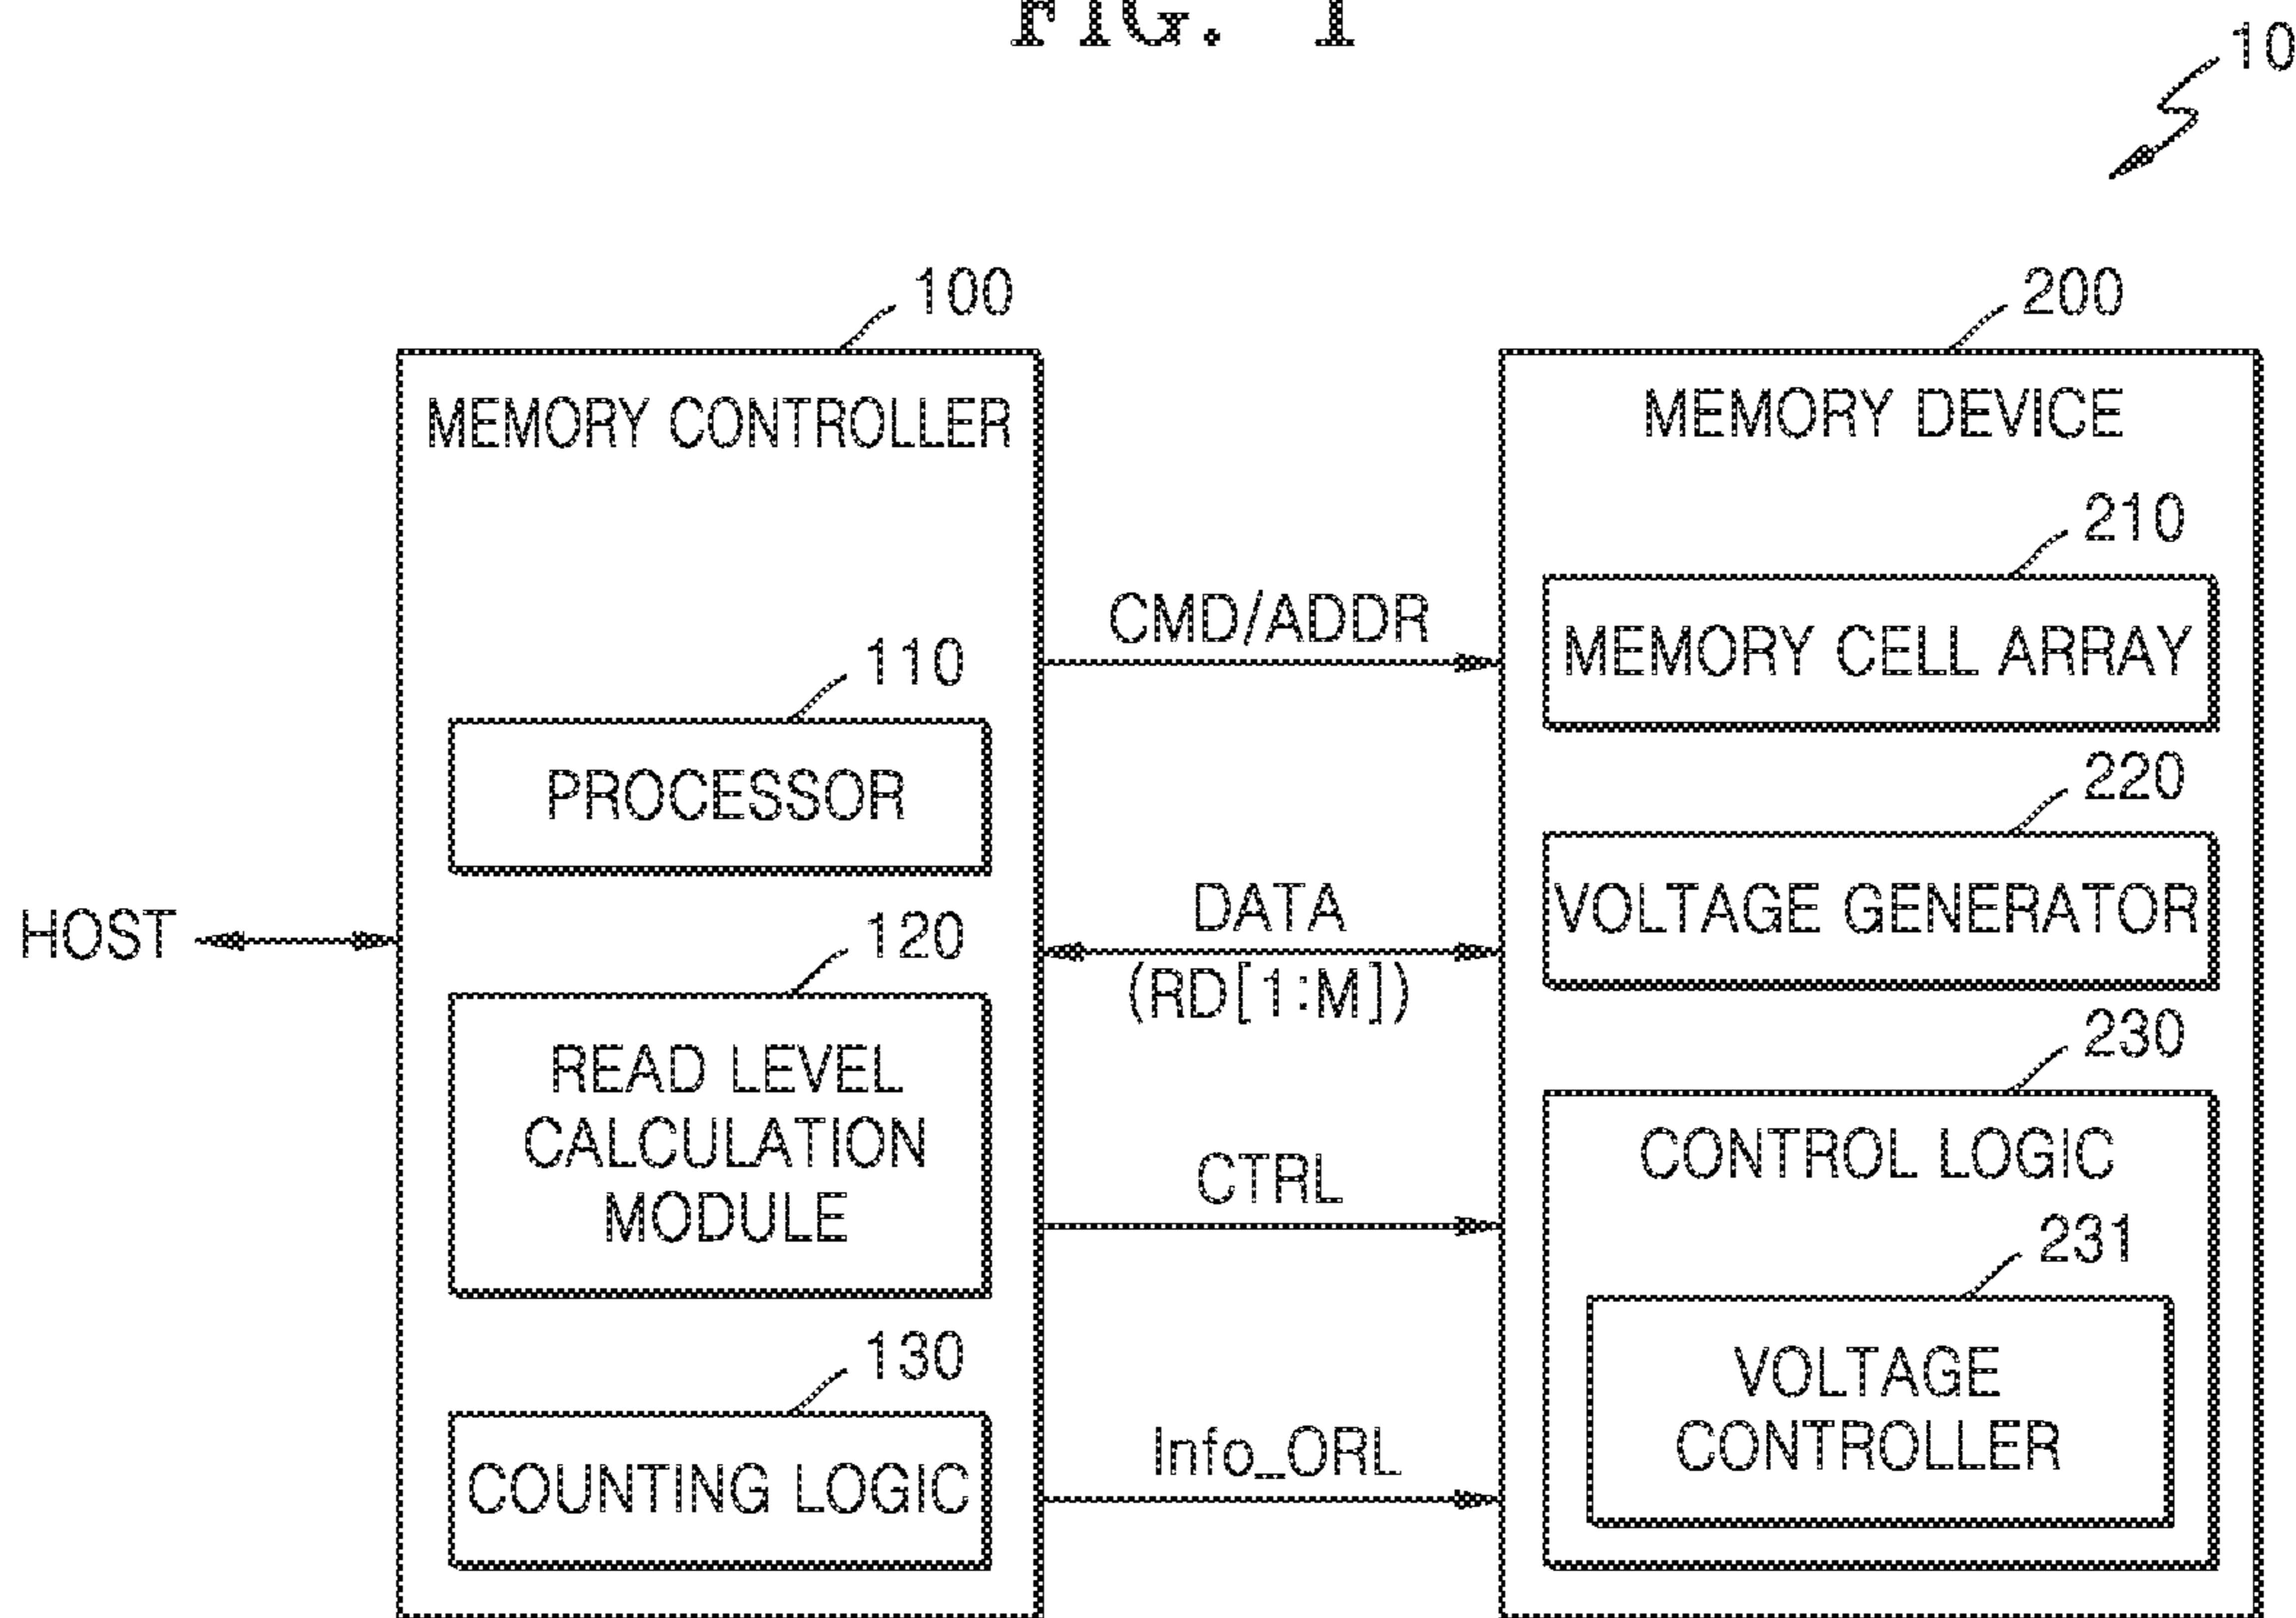 FIG. 1
10
100
MEMORY CONTROLLER
110
PROCESSOR
120
READ LEVEL
CALCULATION
MODULE
130
COUNTING LOGIC
HOST
CMD/ADDR
DATA
(RD[1:M])
CTRL
Info_ORL
200
MEMORY DEVICE
210
MEMORY CELL ARRAY
220
VOLTAGE GENERATOR
230
CONTROL LOGIC
231
VOLTAGE
CONTROLLER